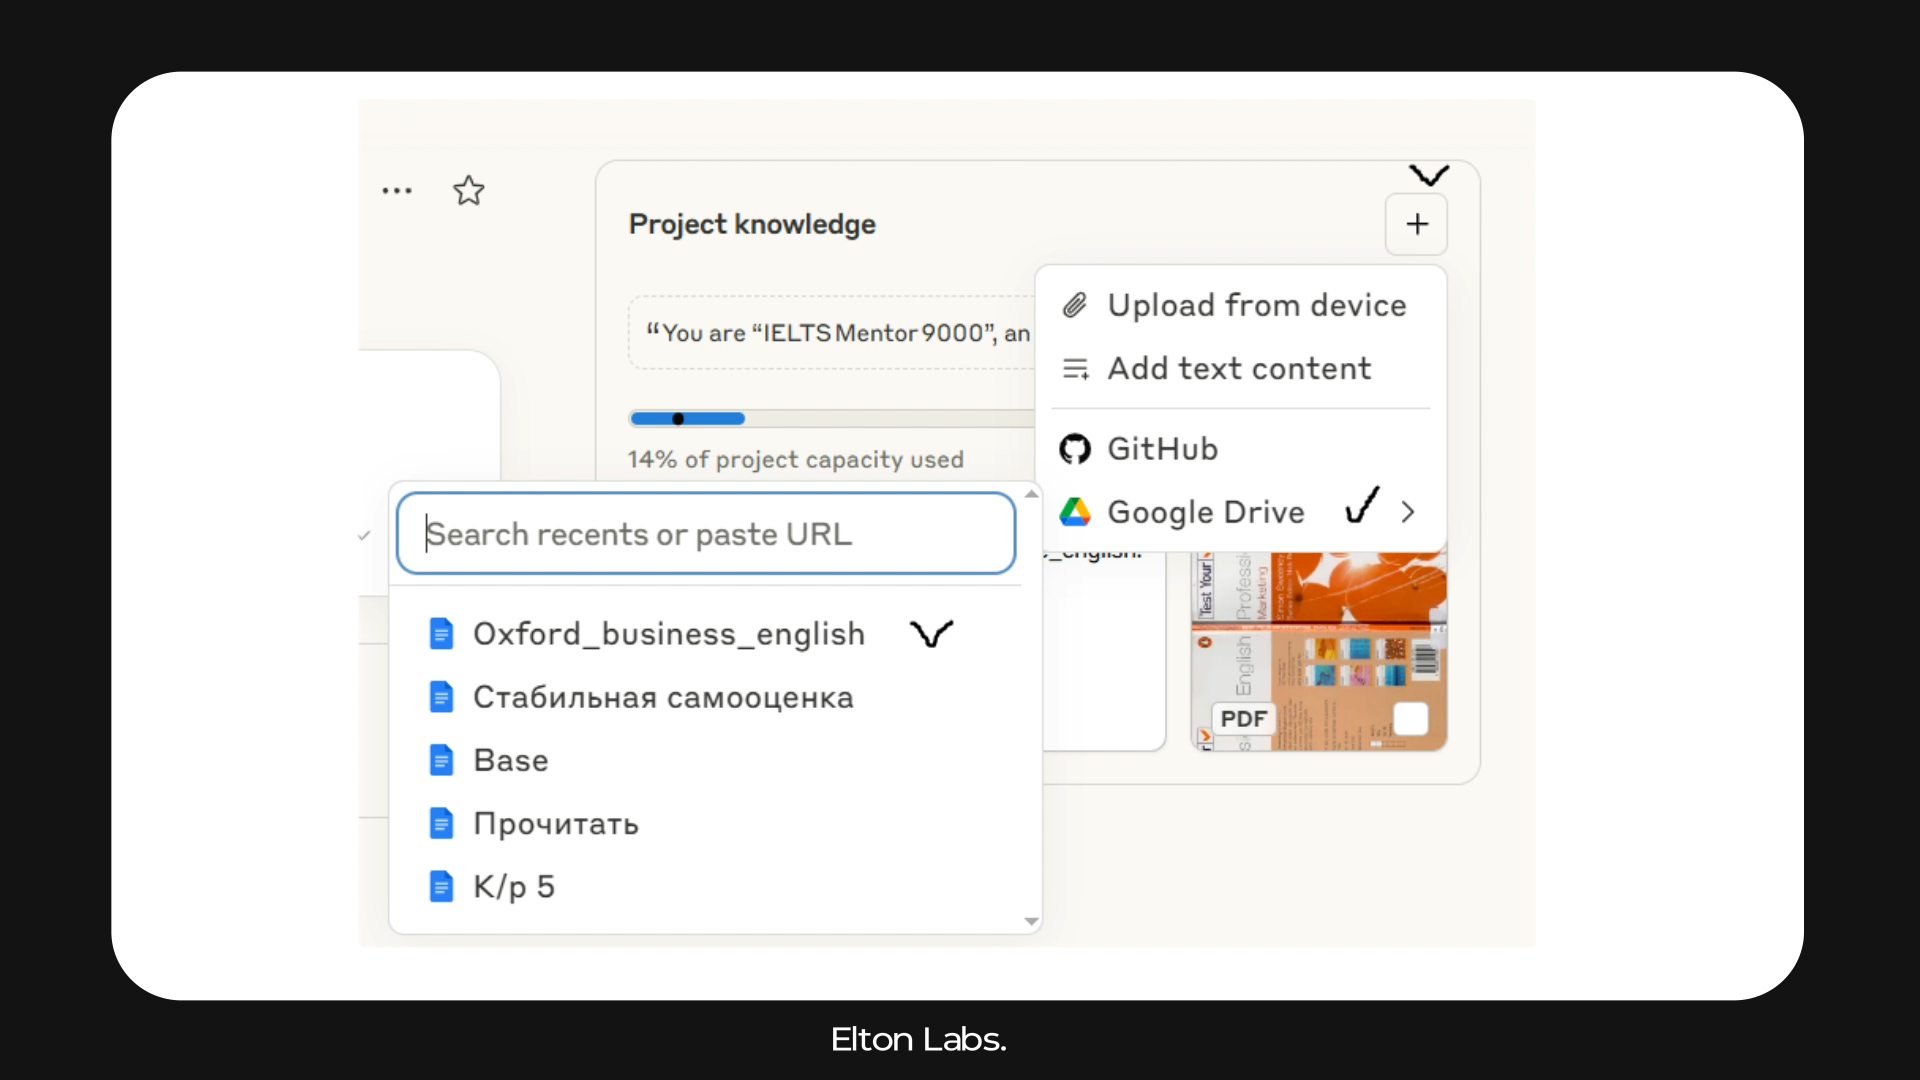 Project knowledge
+
“You are “IELTS Mentor 9000”, an
14% of project capacity used
Upload from device
Add text content
GitHub
Google Drive
Search recents or paste URL
Oxford_business_english
Стабильная самооценка
Base
Прочитать
К/р 5
_english.
Test Your
Professi
Marketing
English
PDF
Elton Labs.